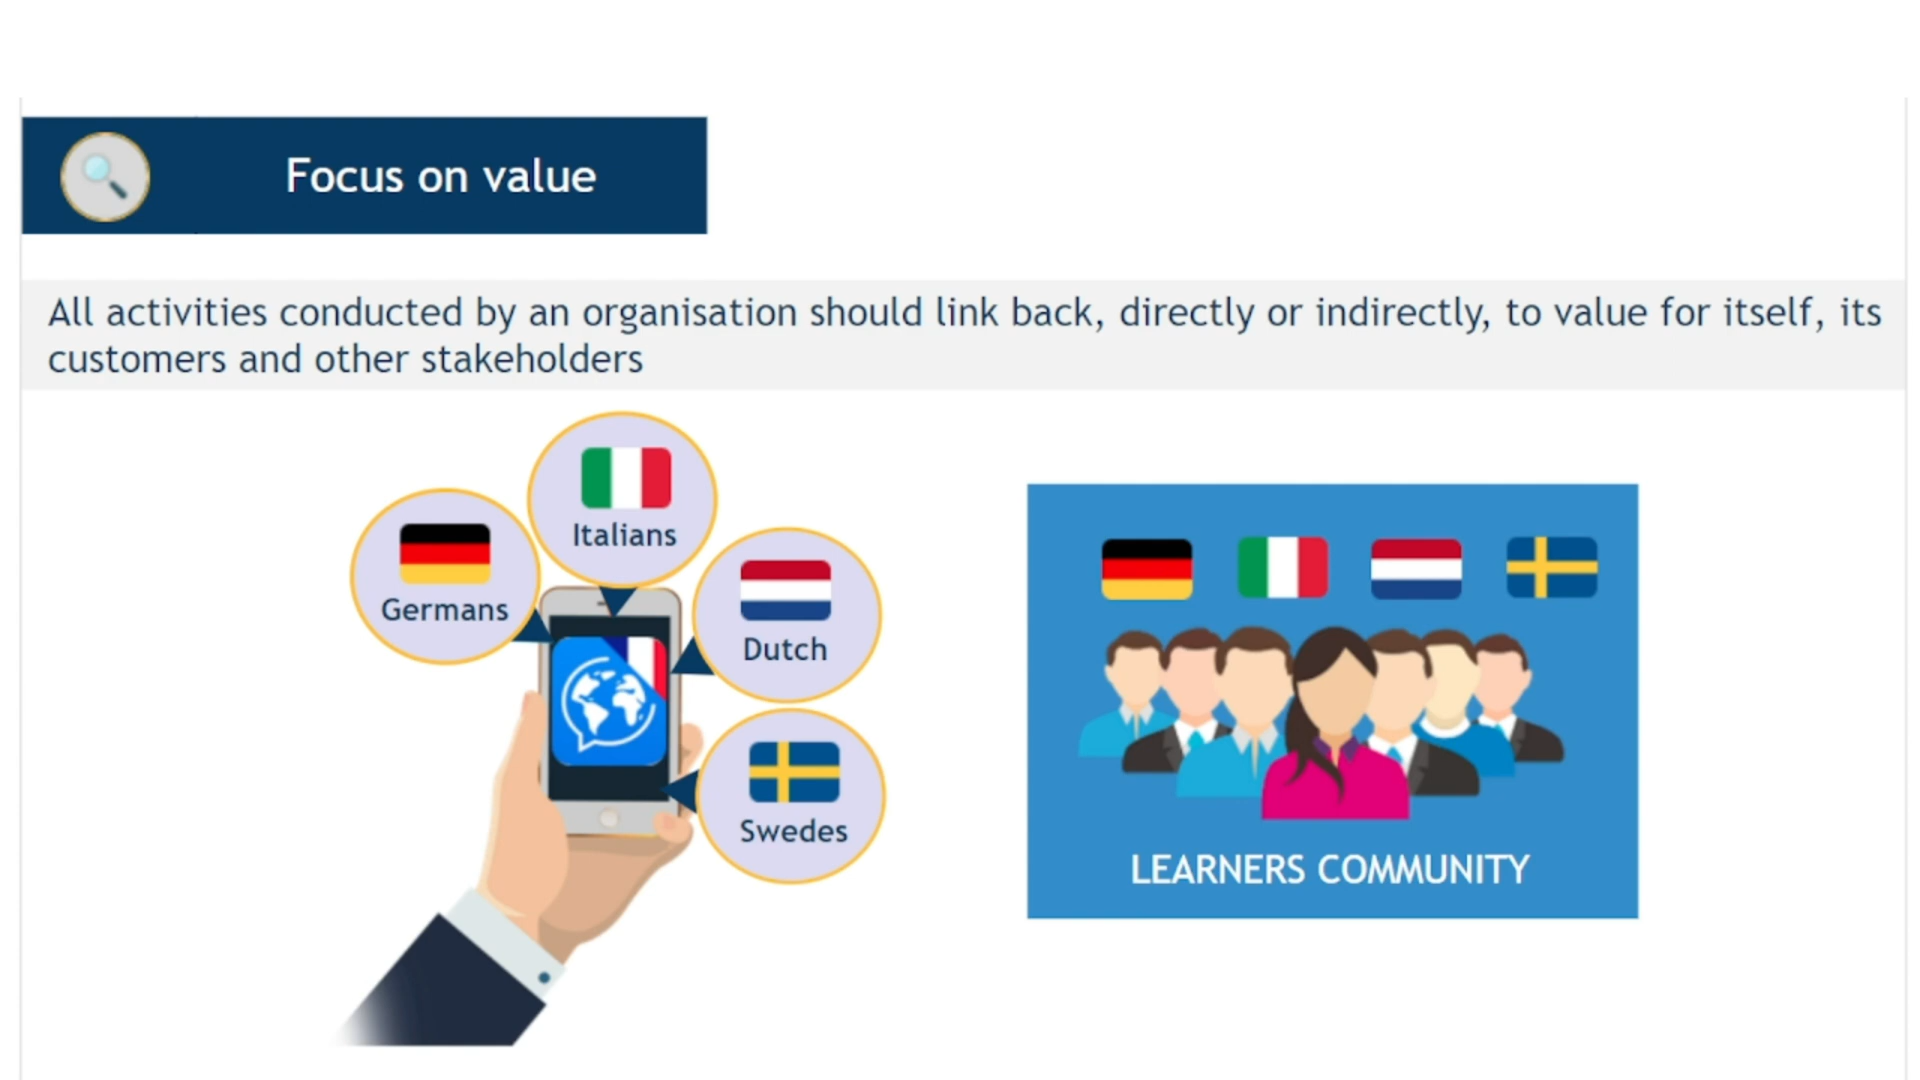 Focus on value
All activities conducted by an organisation should link back, directly or indirectly, to value for itself, its
customers and other stakeholders
Italians
Germans
Dutch
Swedes
LEARNERS COMMUNITY